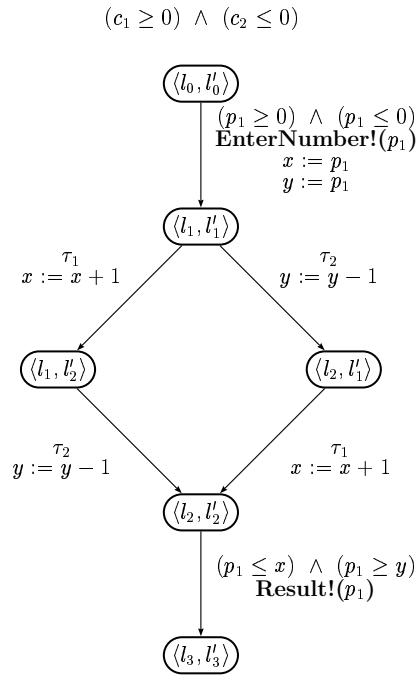 (c₁ ≥ 0) ∧ (c₂ ≤ 0)
⟨l₀, l′₀⟩
(p₁ ≥ 0) ∧ (p₁ ≤ 0)
EnterNumber!(p₁)
x := p₁
y := p₁
⟨l₁, l′₁⟩
τ₁
x := x + 1
τ₂
y := y − 1
⟨l₁, l′₂⟩
⟨l₂, l′₁⟩
τ₂
y := y − 1
τ₁
x := x + 1
⟨l₂, l′₂⟩
(p₁ ≤ x) ∧ (p₁ ≥ y)
Result!(p₁)
⟨l₃, l′₃⟩